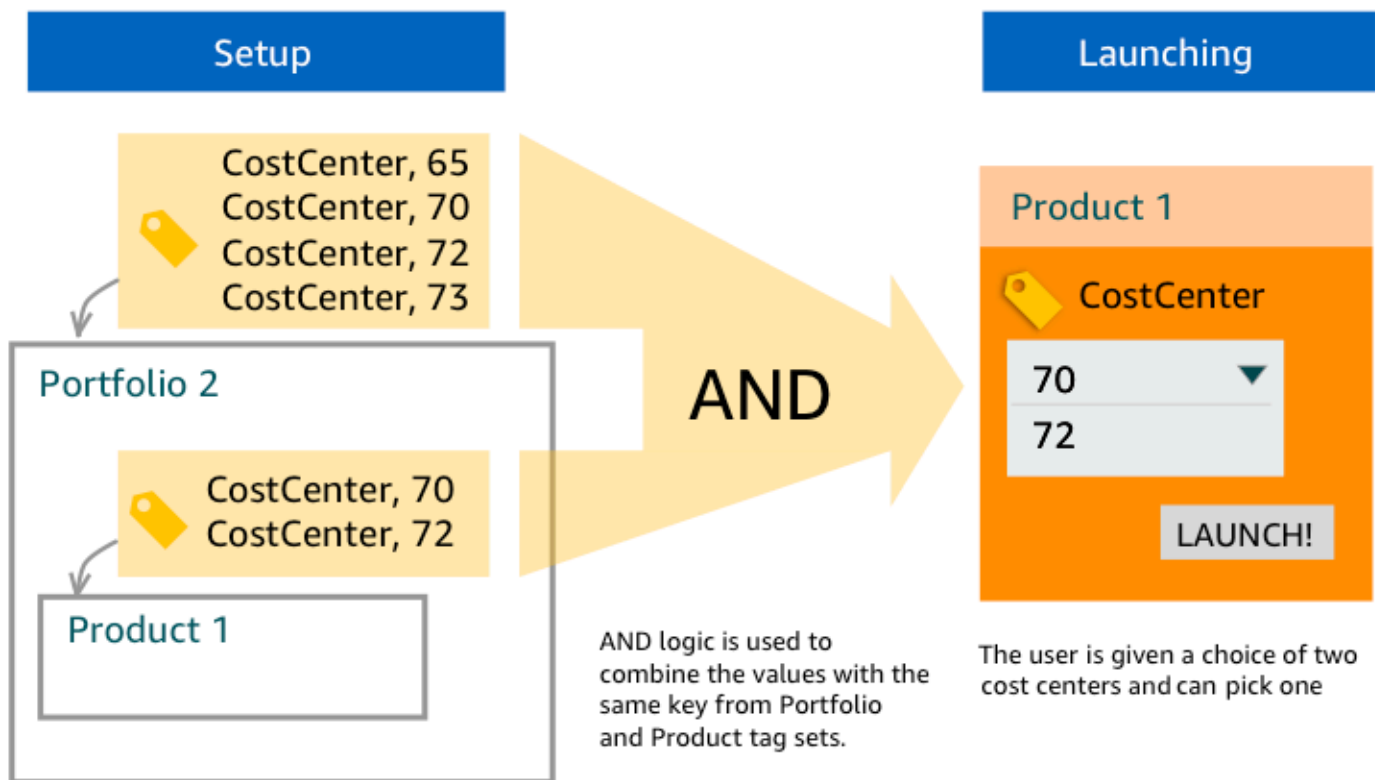 Setup
Launching
CostCenter, 65
CostCenter, 70
CostCenter, 72
CostCenter, 73
Portfolio 2
CostCenter, 70
CostCenter, 72
Product 1
AND
AND logic is used to
combine the values with the
same key from Portfolio
and Product tag sets.
Product 1
CostCenter
70
72
LAUNCH!
The user is given a choice of two
cost centers and can pick one